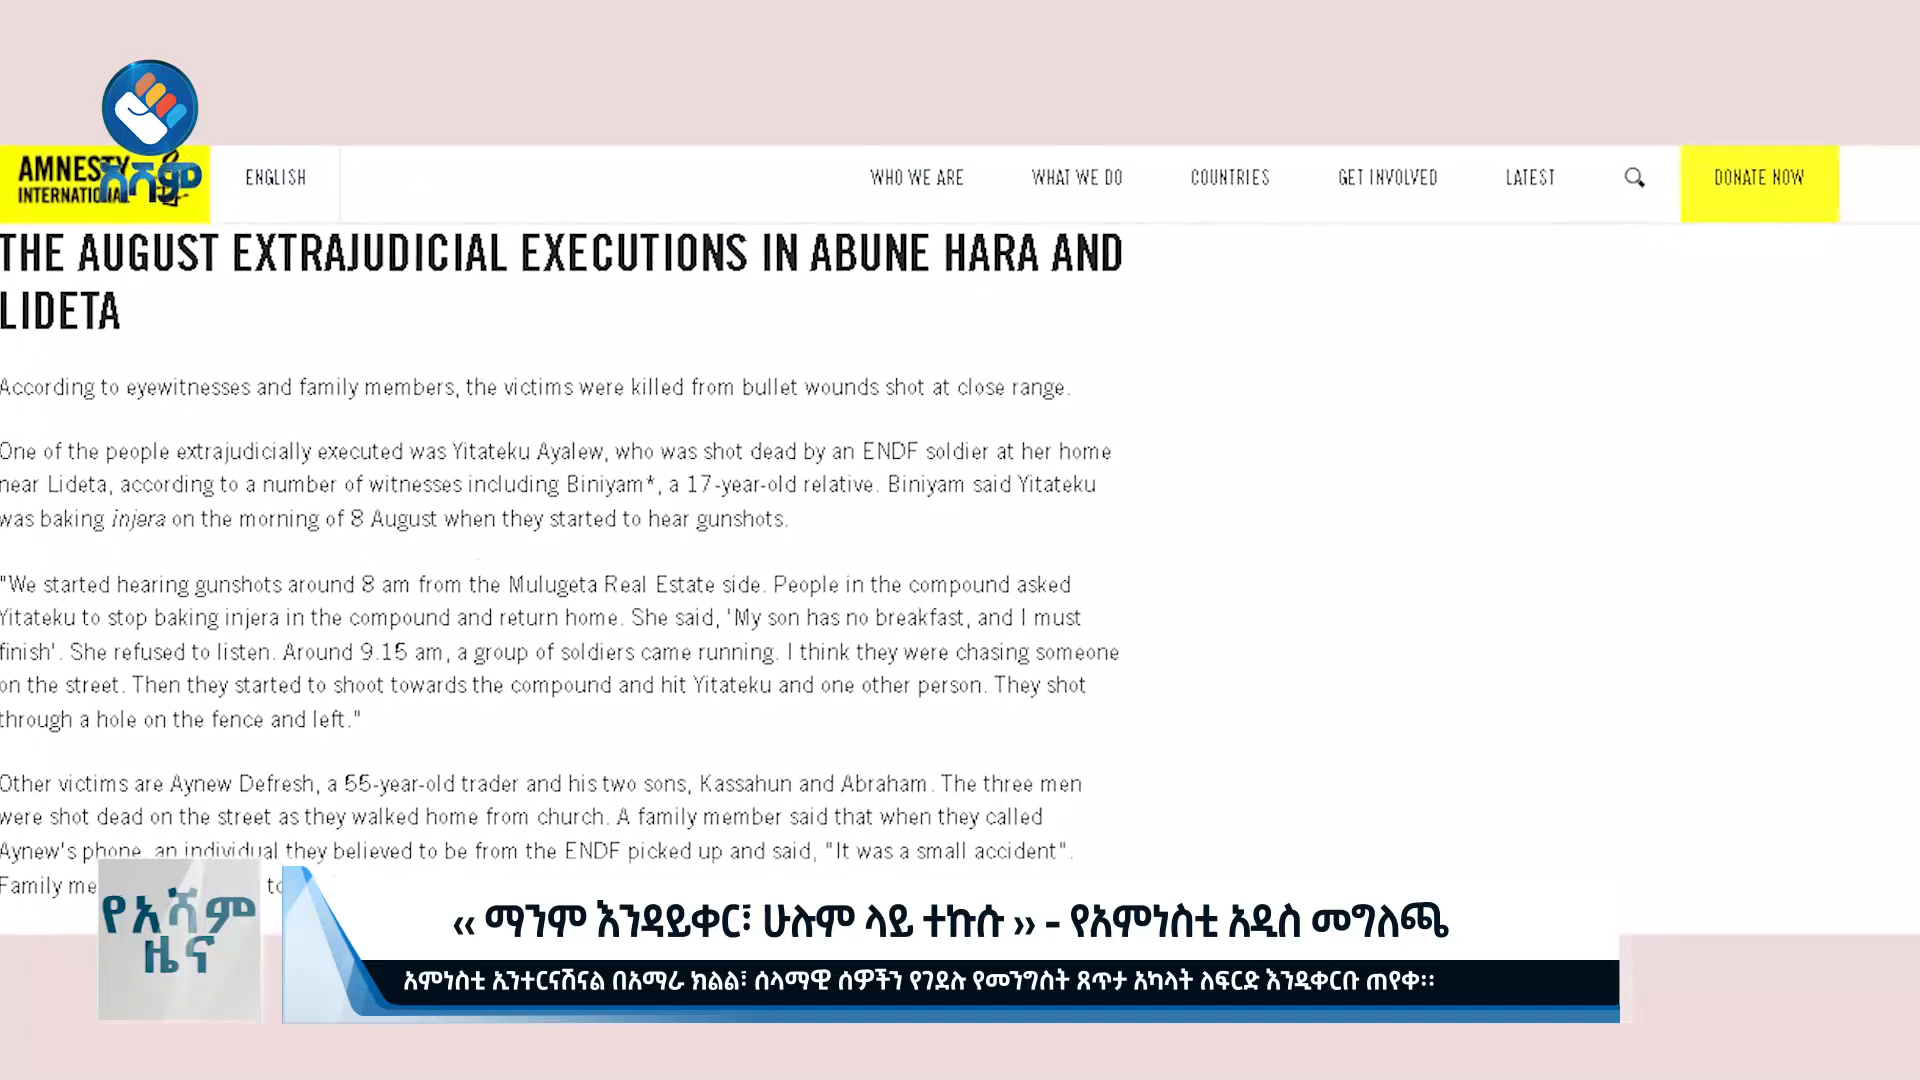 AMNESTY
INTERNATIONAL
አሻም
ENGLISH
WHO WE ARE
WHAT WE DO
COUNTRIES
GET INVOLVED
LATEST
DONATE NOW
THE AUGUST EXTRAJUDICIAL EXECUTIONS IN ABUNE HARA AND
LIDETA
According to eyewitnesses and family members, the victims were killed from bullet wounds shot at close range.
One of the people extrajudicially executed was Yitateku Ayalew, who was shot dead by an ENDF soldier at her home
near Lideta, according to a number of witnesses including Biniyam*, a 17-year-old relative. Biniyam said Yitateku
was baking injera on the morning of 8 August when they started to hear gunshots.
"We started hearing gunshots around 8 am from the Mulugeta Real Estate side. People in the compound asked
Yitateku to stop baking injera in the compound and return home. She said, 'My son has no breakfast, and I must
finish'. She refused to listen. Around 9.15 am, a group of soldiers came running. I think they were chasing someone
on the street. Then they started to shoot towards the compound and hit Yitateku and one other person. They shot
through a hole on the fence and left."
Other victims are Aynew Defresh, a 55-year-old trader and his two sons, Kassahun and Abraham. The three men
were shot dead on the street as they walked home from church. A family member said that when they called
Aynew's phone, an individual they believed to be from the ENDF picked up and said, "It was a small accident".
Family
የአሻም
ዜና
‹‹ ማንም እንዳይቀር፣ ሁሉም ላይ ተኩሱ ›› - የአምነስቲ አዲስ መግለጫ
አምነስቲ ኢንተርናሽናል በአማራ ክልል፣ ሰላማዊ ሰዎችን የገደሉ የመንግስት ጸጥታ አካላት ለፍርድ እንዲቀርቡ ጠየቀ፡፡